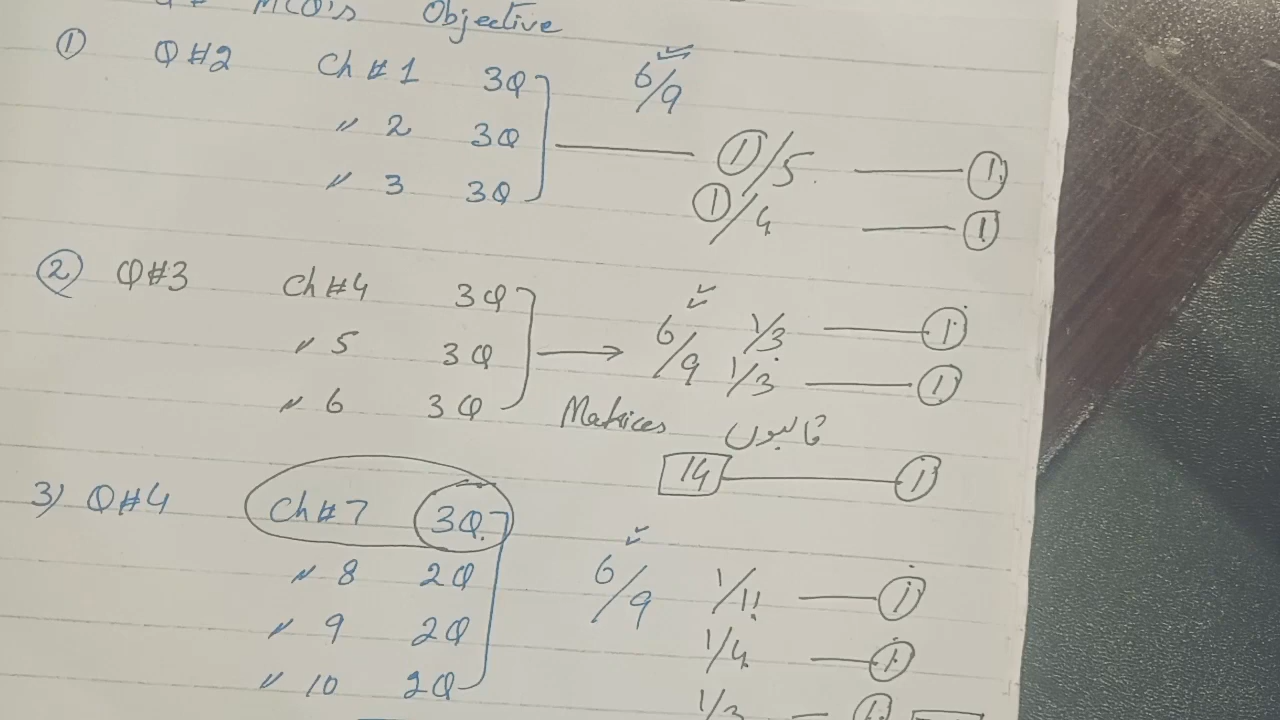 MCQ's Objective
① Q#2 Ch#1 3Q 6/9
〃 2 3Q ①/5 ①
〃 3 3Q ①/4 ①
② Q#3 Ch#4 3Q
〃 5 3Q 6/9 1/3 ①
1/3 ①
〃 6 3Q Matrices قالبوں
14 ①
3) Q#4 Ch#7 3Q
〃 8 2Q 6/9 1/11 ①
〃 9 2Q 1/4 ①
〃 10 2Q